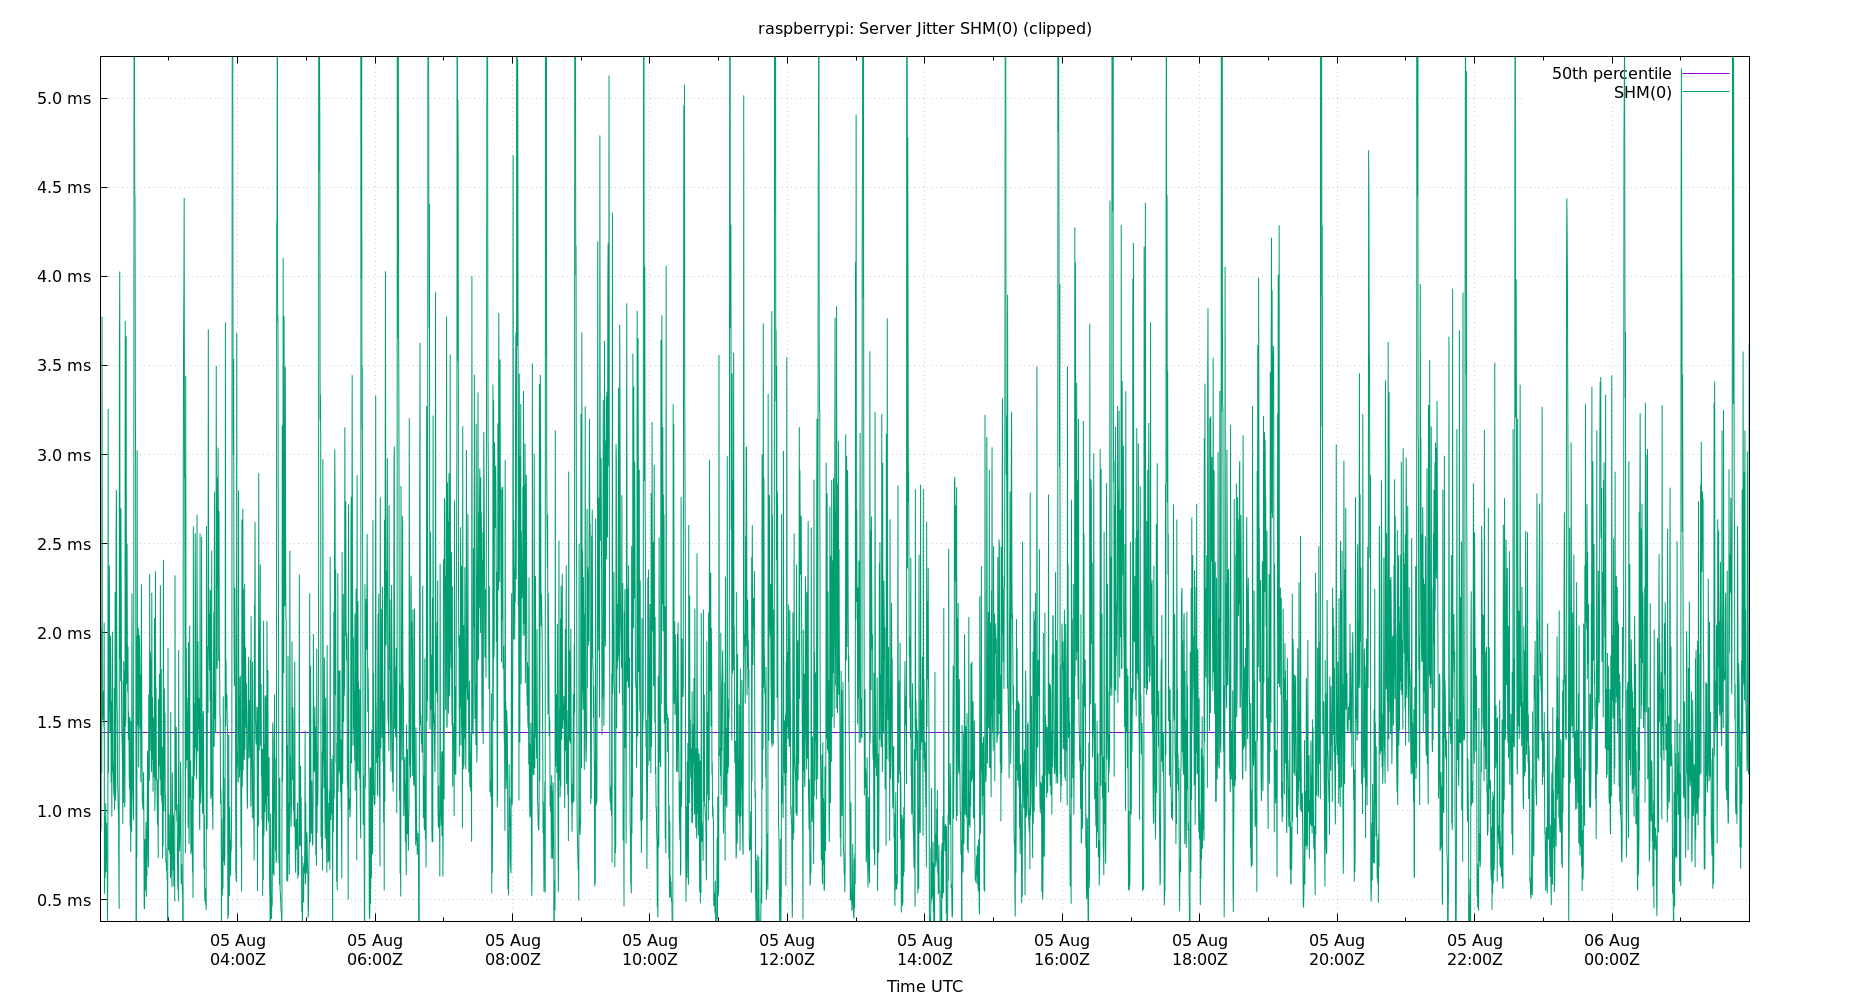 raspberrypi: Server Jitter SHM(0) (clipped)
50th percentile
SHM(0)
5.0 ms
4.5 ms
4.0 ms
3.5 ms
3.0 ms
2.5 ms
2.0 ms
1.5 ms
1.0 ms
0.5 ms
05 Aug 05 Aug 05 Aug 05 Aug 05 Aug 05 Aug 05 Aug 05 Aug 05 Aug 05 Aug 06 Aug
04:00Z 06:00Z 08:00Z 10:00Z 12:00Z 14:00Z 16:00Z 18:00Z 20:00Z 22:00Z 00:00Z
Time UTC